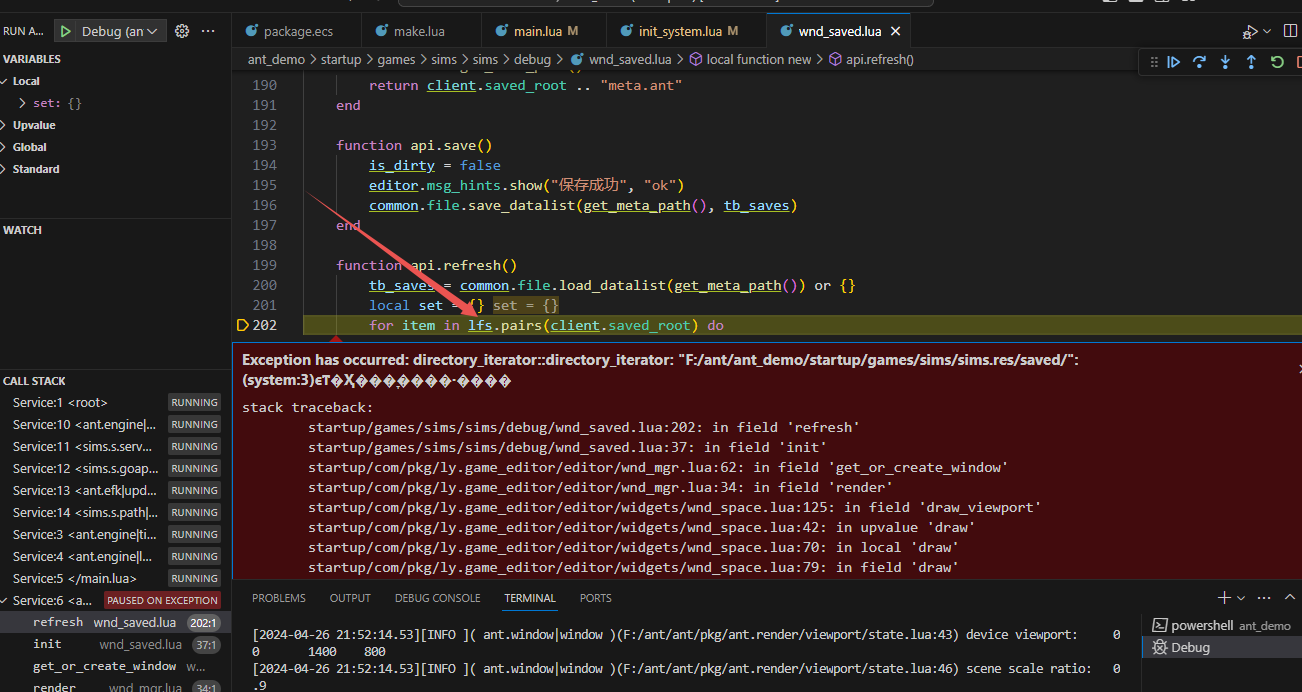 RUN A... Debug (an
VARIABLES
Local
set: {}
Upvalue
Global
Standard
WATCH
CALL STACK
Service:1 <root> RUNNING
Service:10 <ant.engine|... RUNNING
Service:11 <sims.s.serv... RUNNING
Service:12 <sims.s.goap... RUNNING
Service:13 <ant.efk|upd... RUNNING
Service:14 <sims.s.path|... RUNNING
Service:3 <ant.engine|ti... RUNNING
Service:4 <ant.engine|l... RUNNING
Service:5 </main.lua> RUNNING
Service:6 <a... PAUSED ON EXCEPTION
refresh wnd_saved.lua 202:1
init wnd_saved.lua 37:1
get_or_create_window w...
render wnd_mgr.lua 34:1
package.ecs make.lua main.lua M init_system.lua M wnd_saved.lua
ant_demo > startup > games > sims > sims > debug > wnd_saved.lua > local function new > api.refresh()
190 return client.saved_root .. "meta.ant"
191 end
192
193 function api.save()
194 is_dirty = false
195 editor.msg_hints.show("保存成功", "ok")
196 common.file.save_datalist(get_meta_path(), tb_saves)
197 end
198
199 function api.refresh()
200 tb_saves = common.file.load_datalist(get_meta_path()) or {}
201 local set = {} set = {}
202 for item in lfs.pairs(client.saved_root) do
Exception has occurred: directory_iterator::directory_iterator: "F:/ant/ant_demo/startup/games/sims/sims.res/saved/":
stack traceback:
startup/games/sims/sims/debug/wnd_saved.lua:202: in field 'refresh'
startup/games/sims/sims/debug/wnd_saved.lua:37: in field 'init'
startup/com/pkg/ly.game_editor/editor/wnd_mgr.lua:62: in field 'get_or_create_window'
startup/com/pkg/ly.game_editor/editor/wnd_mgr.lua:34: in field 'render'
startup/com/pkg/ly.game_editor/editor/widgets/wnd_space.lua:125: in field 'draw_viewport'
startup/com/pkg/ly.game_editor/editor/widgets/wnd_space.lua:42: in upvalue 'draw'
startup/com/pkg/ly.game_editor/editor/widgets/wnd_space.lua:70: in local 'draw'
startup/com/pkg/ly.game_editor/editor/widgets/wnd_space.lua:79: in field 'draw'
PROBLEMS OUTPUT DEBUG CONSOLE TERMINAL PORTS
[2024-04-26 21:52:14.53][INFO ]( ant.window|window )(F:/ant/ant/pkg/ant.render/viewport/state.lua:43) device viewport: 0
0 1400 800
[2024-04-26 21:52:14.53][INFO ]( ant.window|window )(F:/ant/ant/pkg/ant.render/viewport/state.lua:46) scene scale ratio: 0
.9
powershell ant_demo
Debug